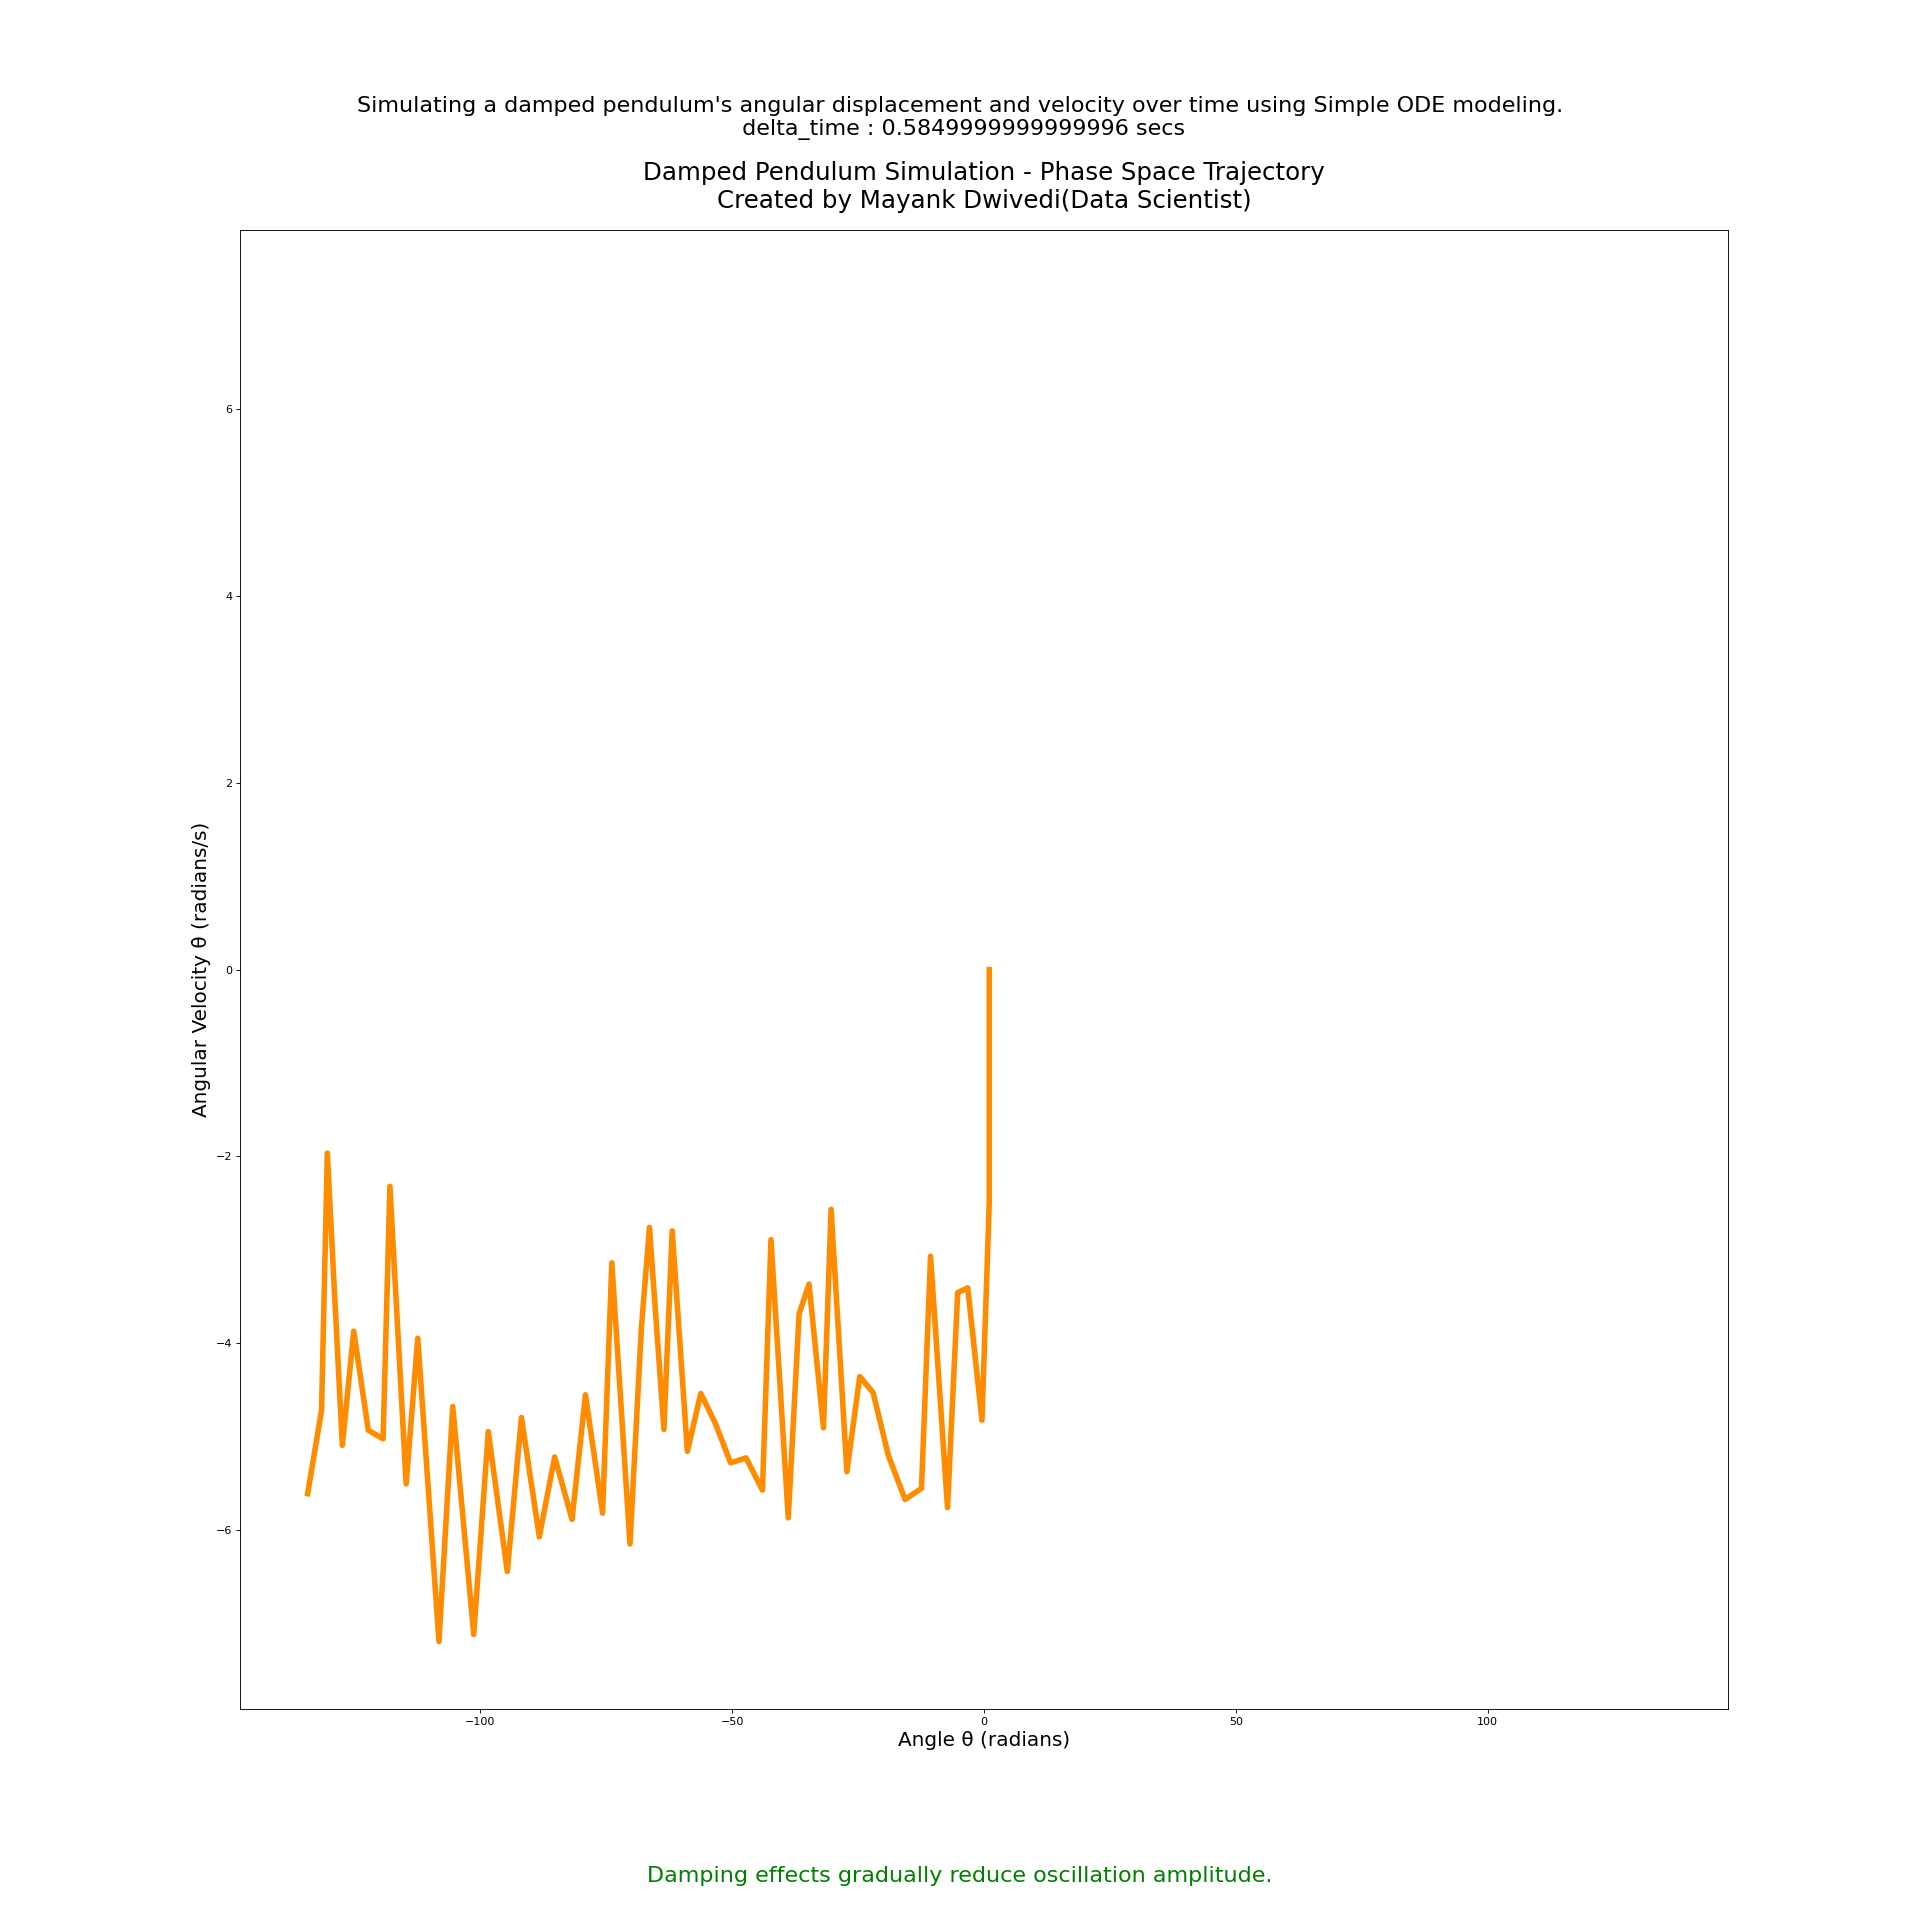 Simulating a damped pendulum's angular displacement and velocity over time using Simple ODE modeling.
delta_time : 0.5849999999999996 secs
Damped Pendulum Simulation - Phase Space Trajectory
Created by Mayank Dwivedi(Data Scientist)
6
4
2
0
−2
−4
−6
Angular Velocity θ̇ (radians/s)
−100
−50
0
50
100
Angle θ (radians)
Damping effects gradually reduce oscillation amplitude.